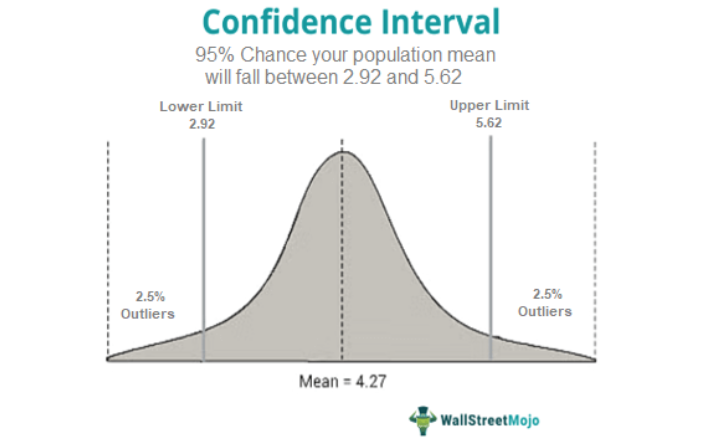 Confidence Interval
95% Chance your population mean
will fall between 2.92 and 5.62
Lower Limit
2.92
Upper Limit
5.62
2.5%
Outliers
2.5%
Outliers
Mean = 4.27
WallStreetMojo